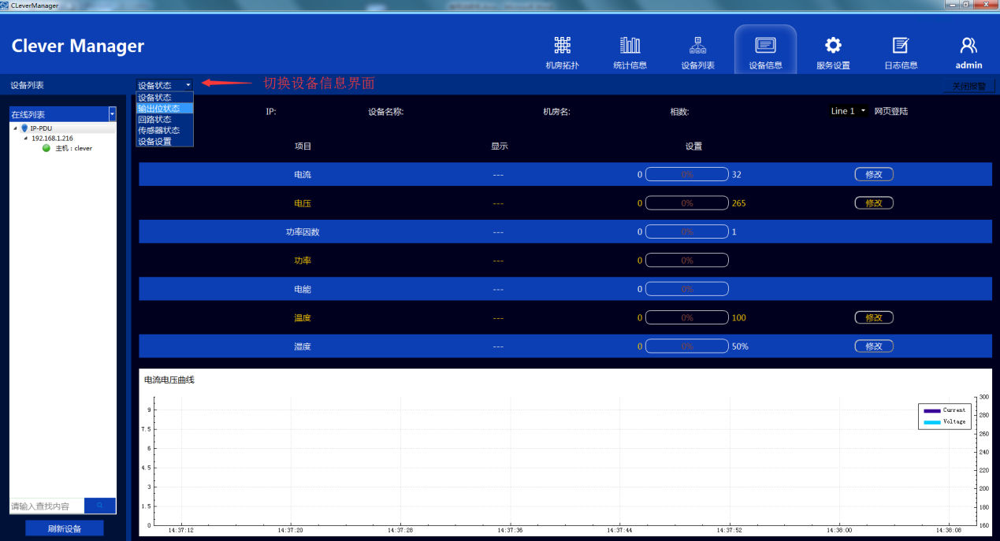 CLeverManager
Clever Manager
机房拓扑
统计信息
设备列表
设备信息
服务设置
日志信息
admin
设备列表
设备状态
切换设备信息界面
关闭报警
设备状态
输出位状态
回路状态
传感器状态
设备设置
在线列表
IP-PDU
192.168.1.216
主机：clever
IP: 设备名称: 机房名: 相数: Line 1 网页登陆
项目 显示 设置
电流 --- 0 0% 32 修改
电压 --- 0 0% 265 修改
功率因数 --- 0 0% 1
功率 --- 0 0%
电能 --- 0 0%
温度 --- 0 0% 100 修改
湿度 --- 0 0% 50% 修改
电流电压曲线
Current
Voltage
9
7.5
6
4.5
3
1.5
0
300
280
260
240
220
200
180
160
14:37:12 14:37:20 14:37:28 14:37:36 14:37:44 14:37:52 14:38:00 14:38:08
请输入查找内容
刷新设备